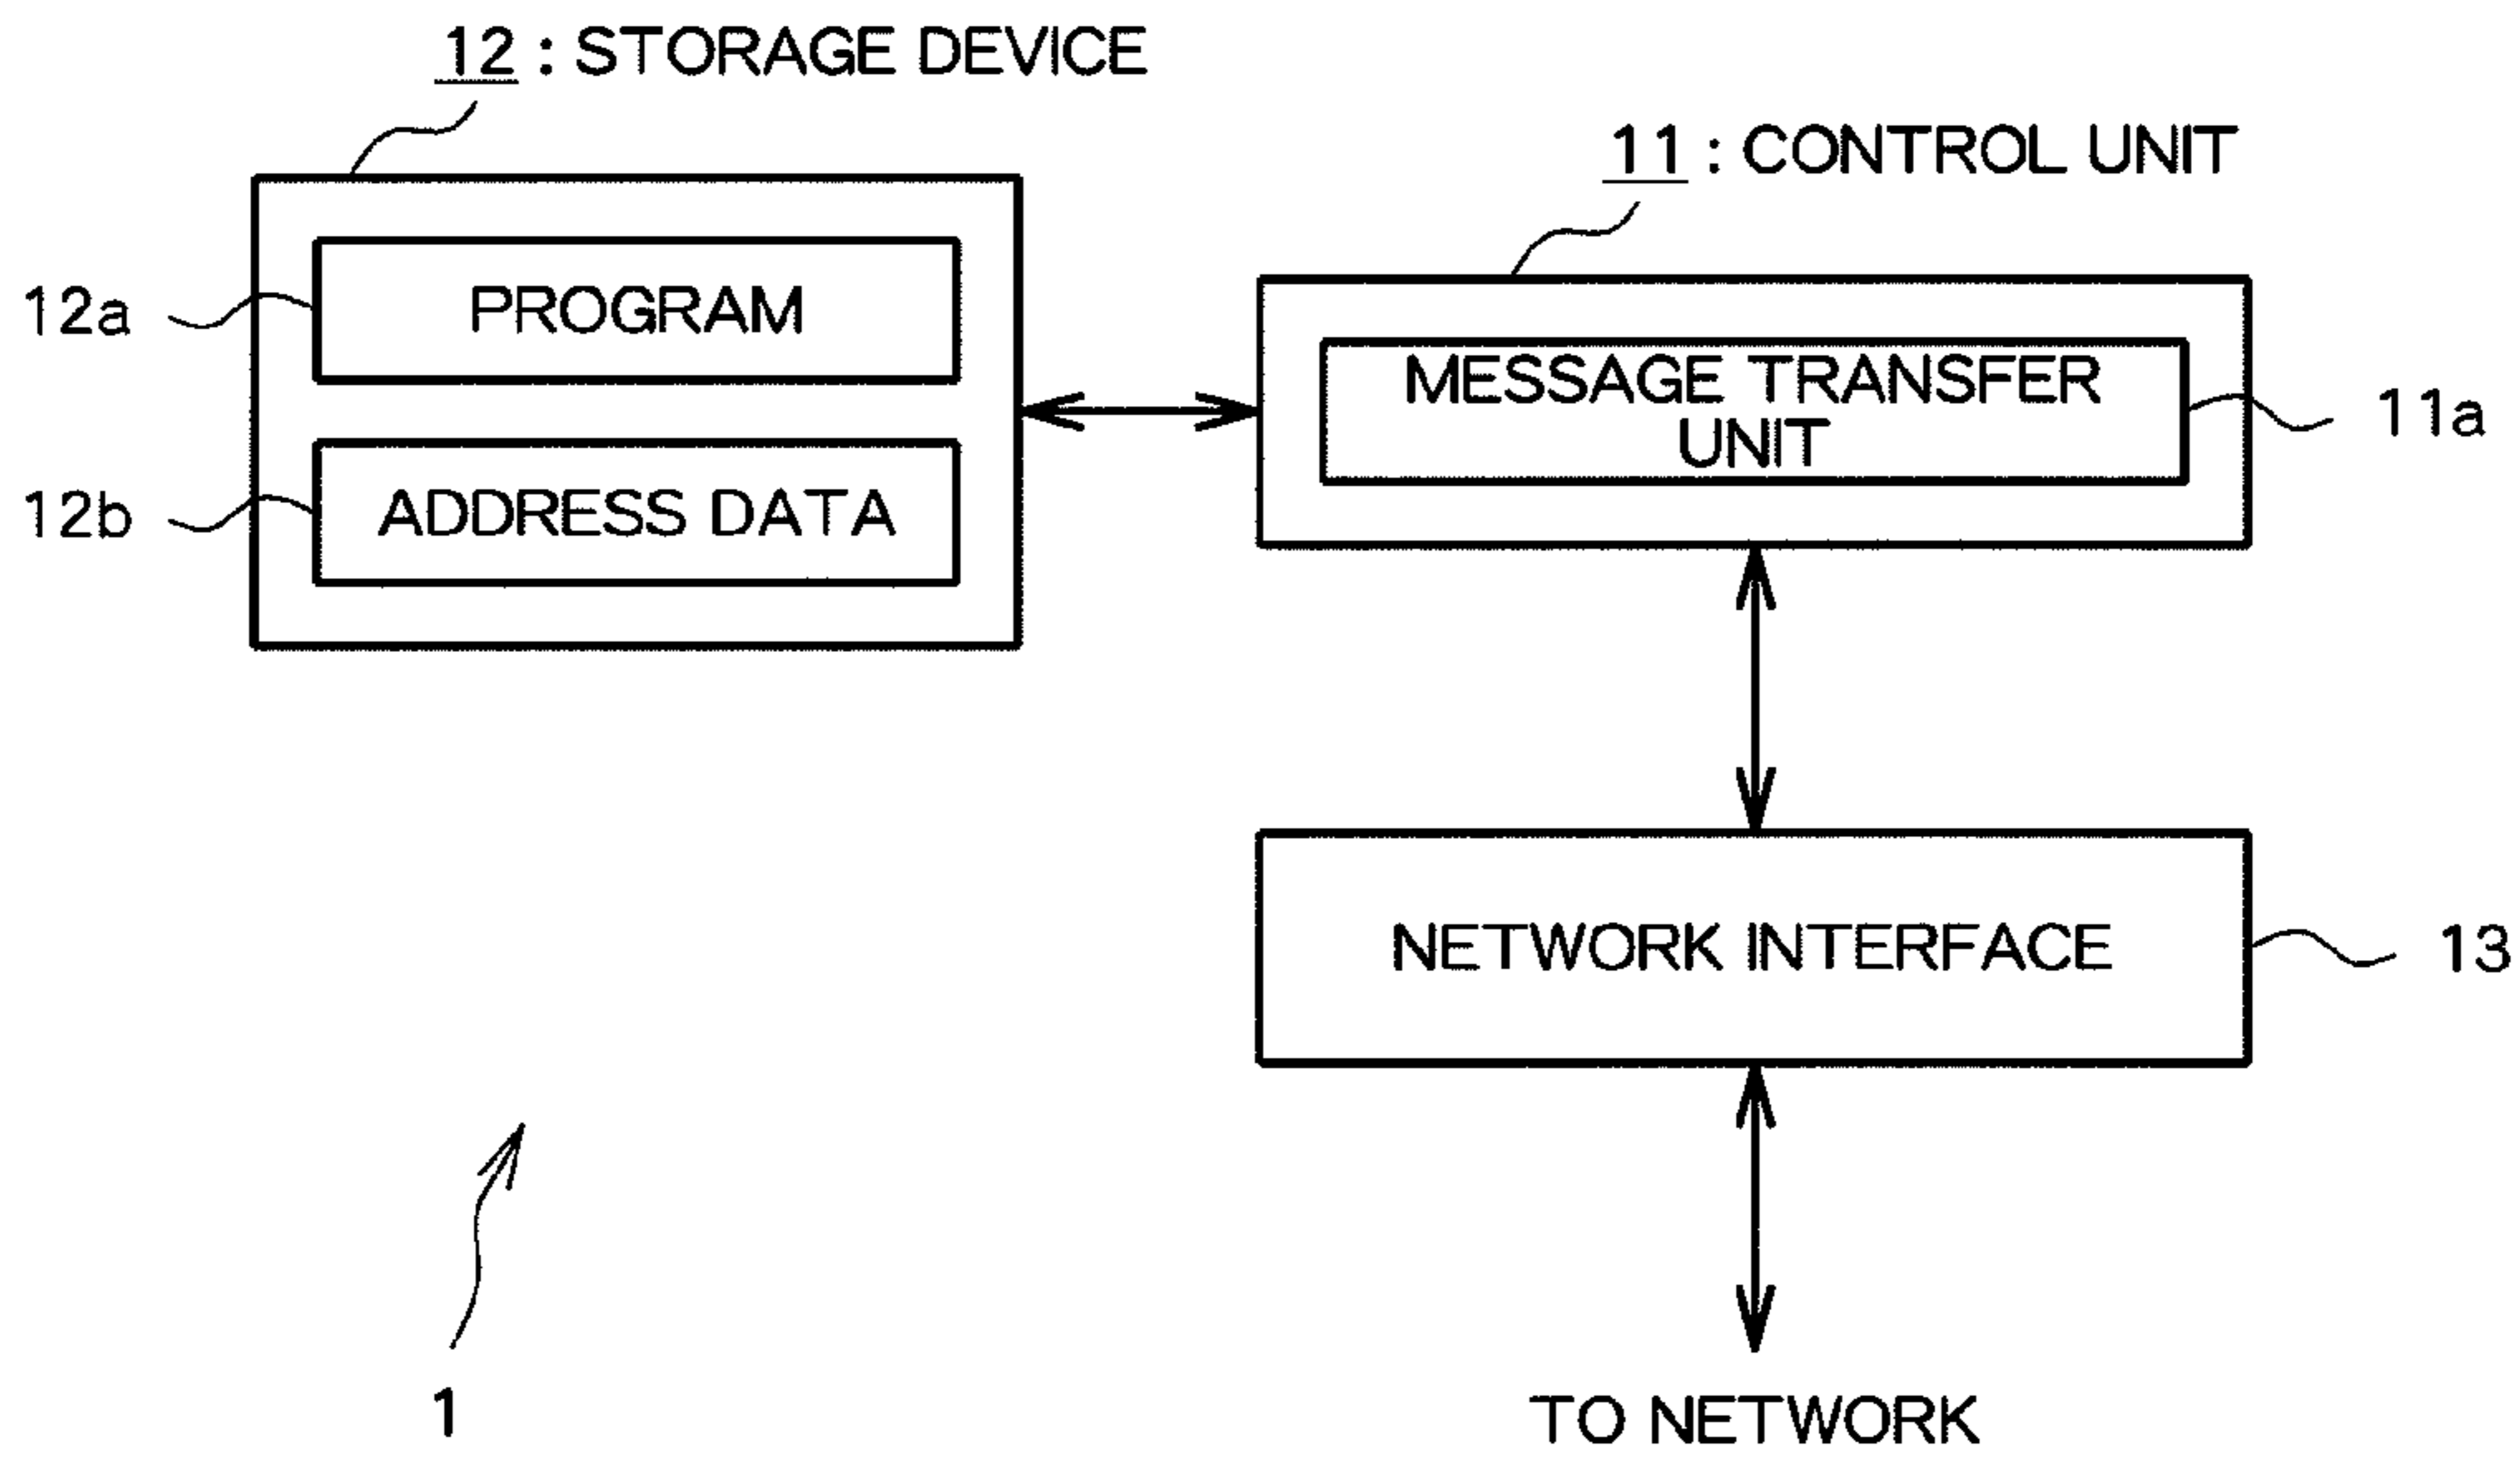 12 : STORAGE DEVICE
11 : CONTROL UNIT
12a
PROGRAM
MESSAGE TRANSFER
UNIT
11a
12b
ADDRESS DATA
NETWORK INTERFACE
13
1
TO NETWORK